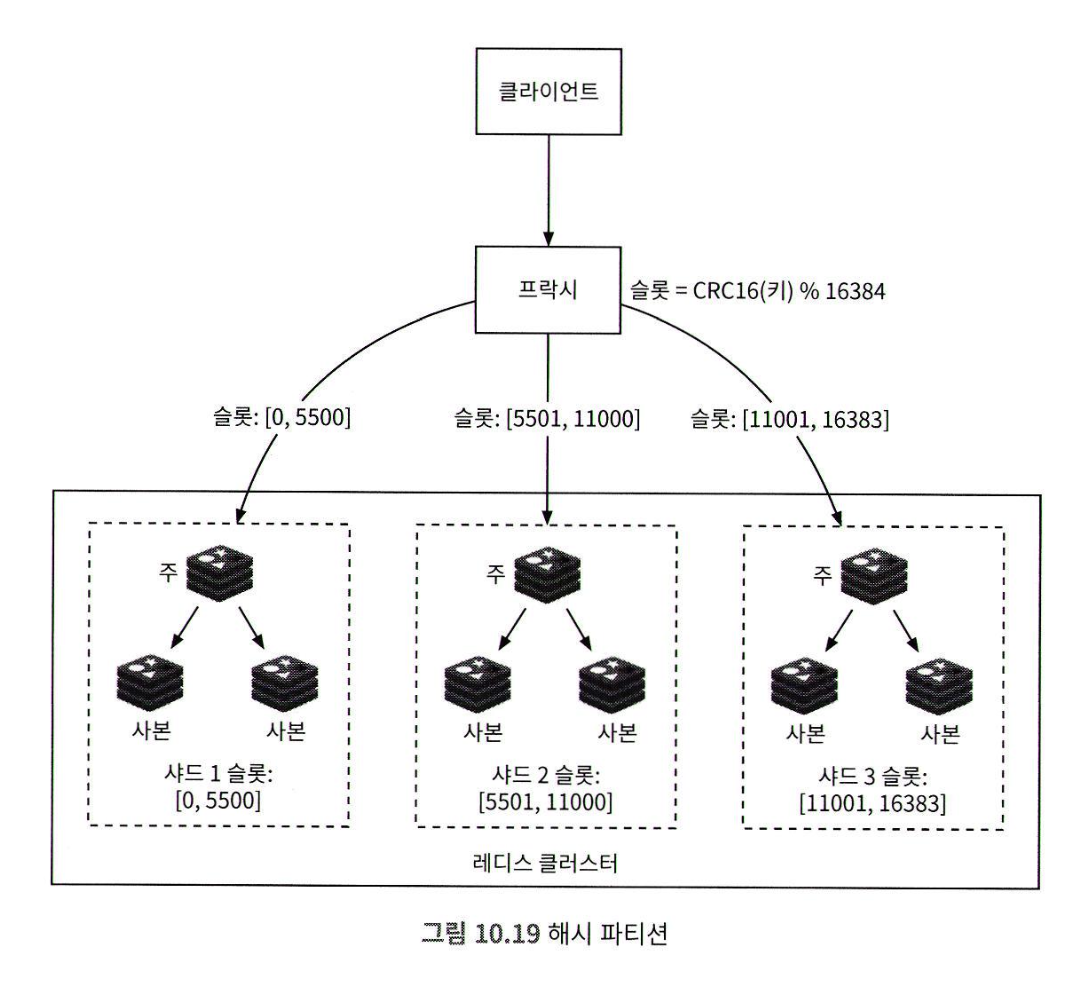 클라이언트
프락시
슬롯 = CRC16(키) % 16384
슬롯: [0, 5500]
슬롯: [5501, 11000]
슬롯: [11001, 16383]
주
주
주
사본
사본
사본
사본
사본
사본
샤드 1 슬롯:
[0, 5500]
샤드 2 슬롯:
[5501, 11000]
샤드 3 슬롯:
[11001, 16383]
레디스 클러스터
그림 10.19 해시 파티션